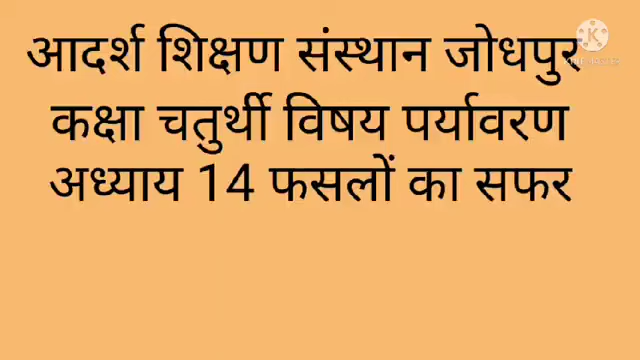 आदर्श शिक्षण संस्थान जोधपुर
कक्षा चतुर्थी विषय पर्यावरण
अध्याय 14 फसलों का सफर